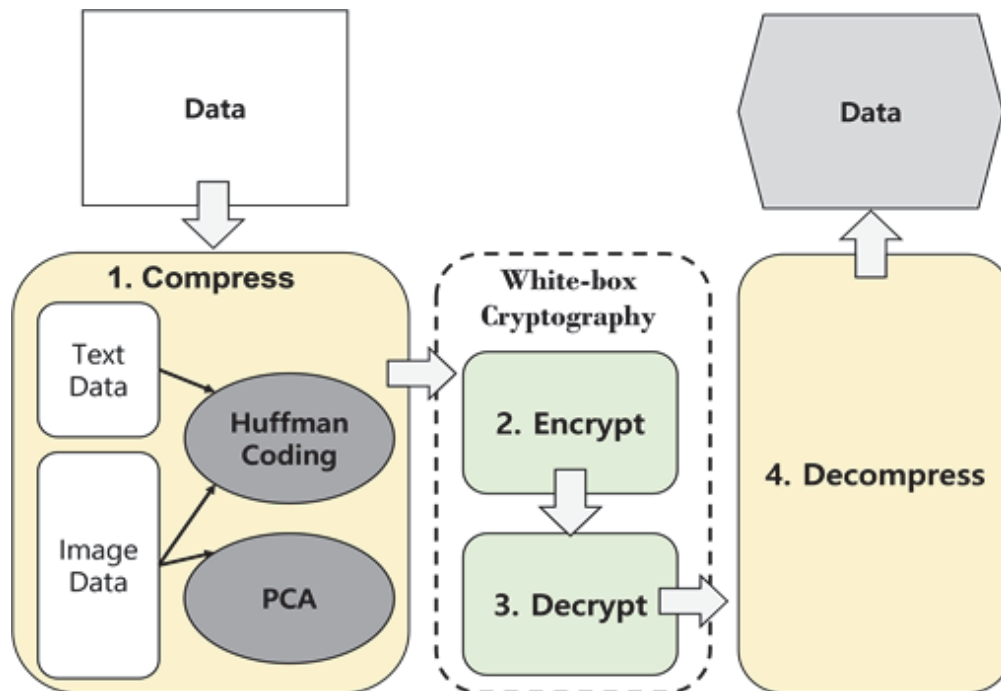 Data
Data
1. Compress
Text
Data
Huffman
Coding
Image
Data
PCA
White-box
Cryptography
2. Encrypt
3. Decrypt
4. Decompress